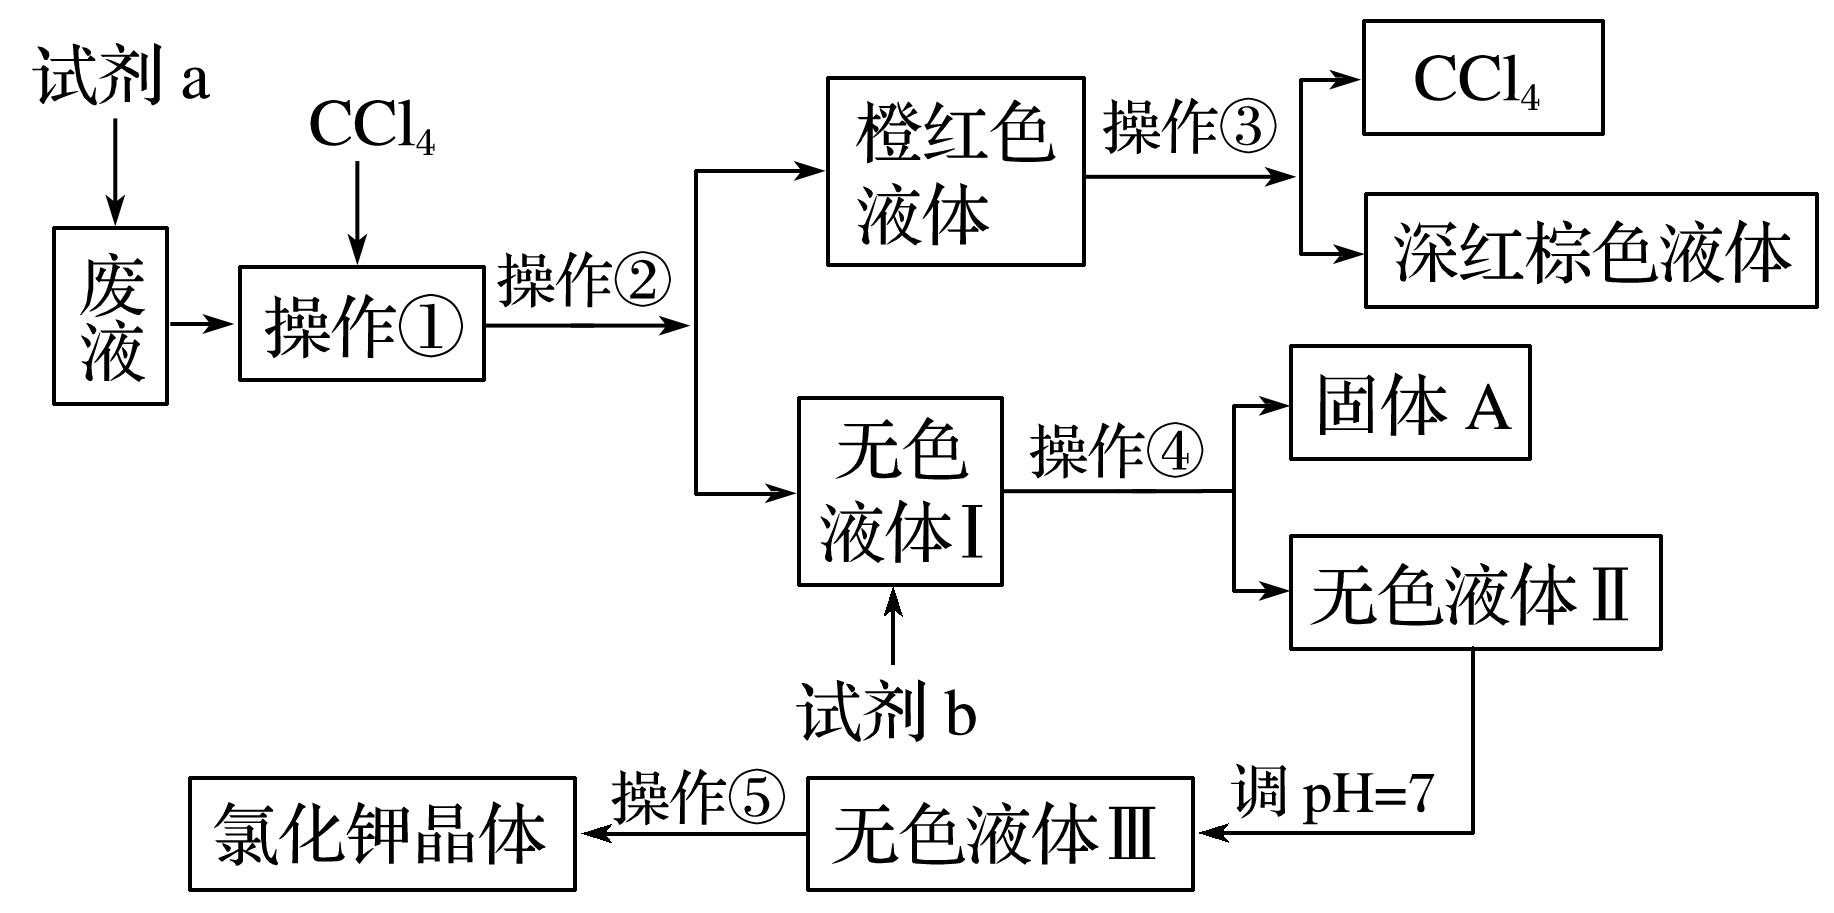 试剂 a
CCl₄
废
液
操作①
操作②
橙红色
液体
操作③
CCl₄
深红棕色液体
无色
液体Ⅰ
操作④
固体 A
无色液体Ⅱ
试剂 b
调 pH=7
无色液体Ⅲ
操作⑤
氯化钾晶体